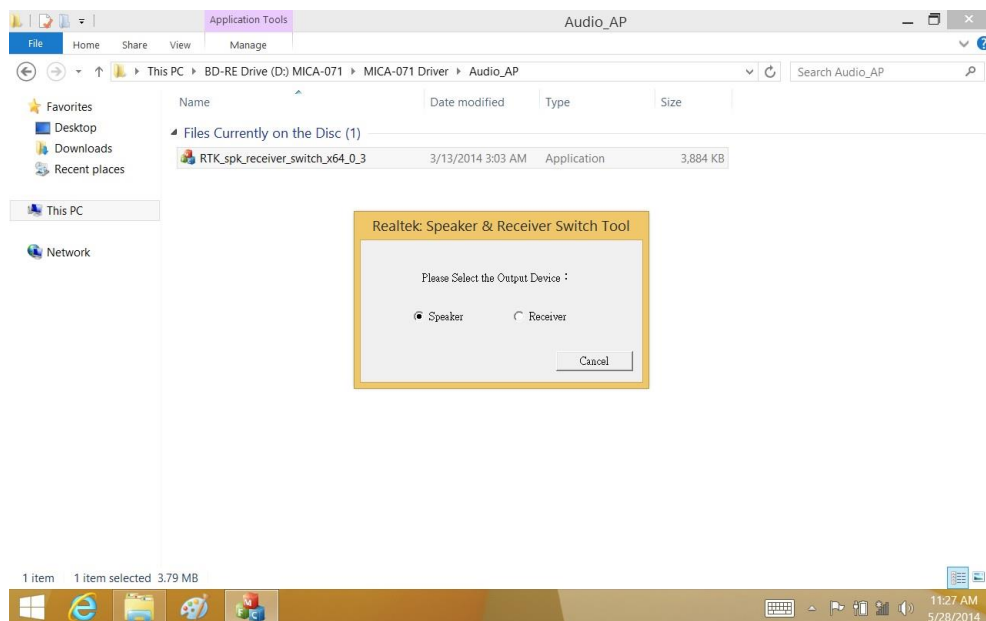 Application Tools
Audio_AP
File Home Share View Manage
This PC BD-RE Drive (D:) MICA-071 MICA-071 Driver Audio_AP
Search Audio_AP
Favorites
Desktop
Downloads
Recent places
This PC
Network
Name Date modified Type Size
Files Currently on the Disc (1)
RTK_spk_receiver_switch_x64_0_3 3/13/2014 3:03 AM Application 3,884 KB
Realtek: Speaker & Receiver Switch Tool
Please Select the Output Device：
Speaker Receiver
Cancel
1 item 1 item selected 3.79 MB
11:27 AM
5/28/2014